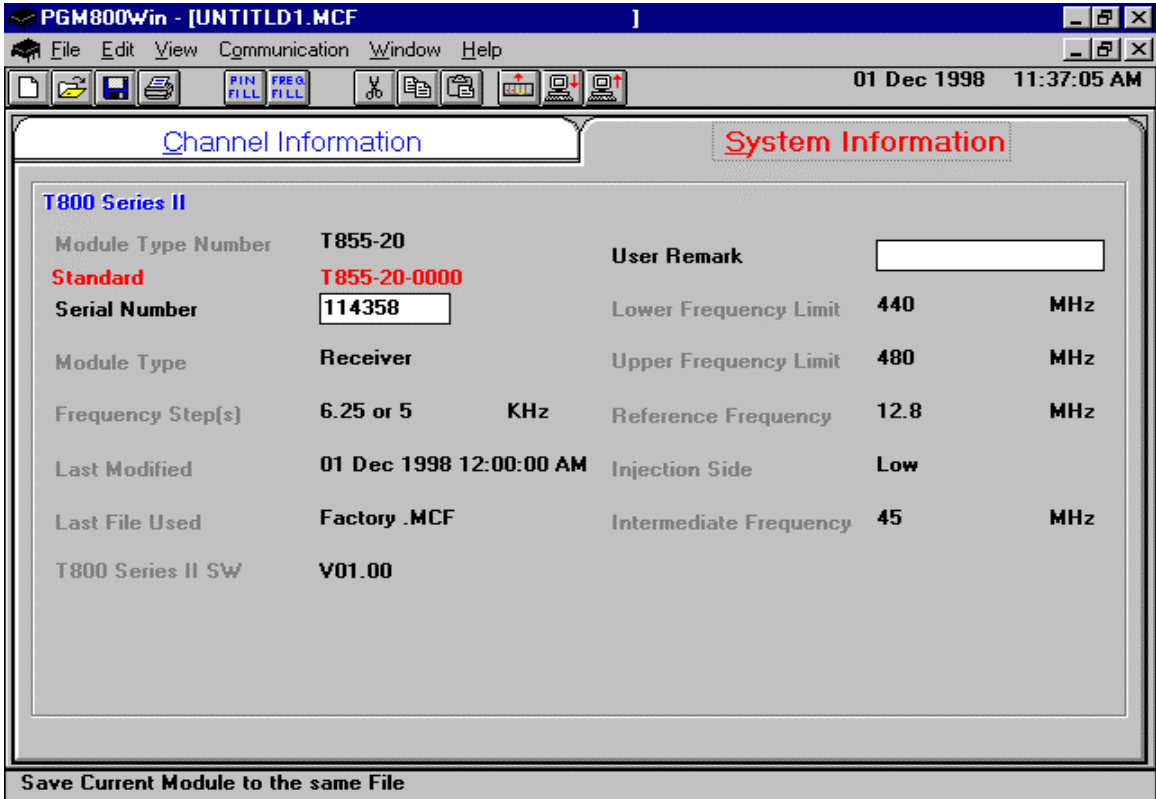 PGM800Win - [UNTITLD1.MCF ]
File Edit View Communication Window Help
PIN FILL FREQ FILL 01 Dec 1998 11:37:05 AM
Channel Information System Information
T800 Series II
Module Type Number T855-20
User Remark
Standard T855-20-0000
Serial Number 114358 Lower Frequency Limit 440 MHz
Module Type Receiver Upper Frequency Limit 480 MHz
Frequency Step(s) 6.25 or 5 KHz Reference Frequency 12.8 MHz
Last Modified 01 Dec 1998 12:00:00 AM Injection Side Low
Last File Used Factory .MCF Intermediate Frequency 45 MHz
T800 Series II SW V01.00
Save Current Module to the same File